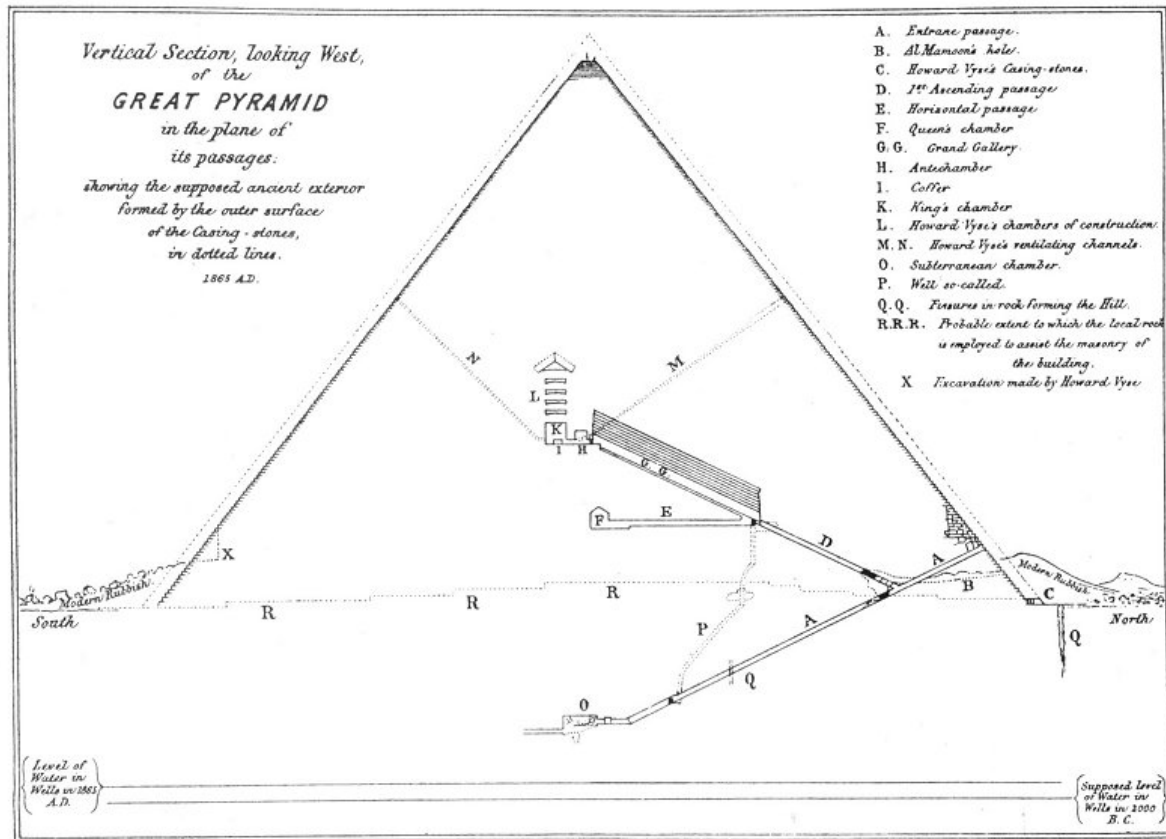 Vertical Section, looking West,
of the
GREAT PYRAMID
in the plane of
its passages:
showing the supposed ancient exterior
formed by the outer surface
of the Casing-stones,
in dotted lines.
1865 A.D.
A. Entrane passage.
B. Al Mamoon's hole.
C. Howard Vyse's Casing-stones.
D. 1st Ascending passage
E. Horizontal passage
F. Queen's chamber
G.G. Grand Gallery.
H. Antechamber
I. Coffer
K. King's chamber
L. Howard Vyse's chambers of construction.
M.N. Howard Vyse's ventilating channels.
O. Subterranean chamber.
P. Well so-called.
Q.Q. Fissures in rock forming the Hill.
R.R.R. Probable extent to which the local rock
is employed to assist the masonry of
the building.
X Excavation made by Howard Vyse
N
M
L
K
I H
G G
F
E
D
A
X
B
Modern Rubbish
Modern Rubbish
C
R
R
R
South
North
P
A
Q
Q
O
Level of
Water in
Wells in 1865
A.D.
Supposed level
of Water in
Wells in 2000
B.C.